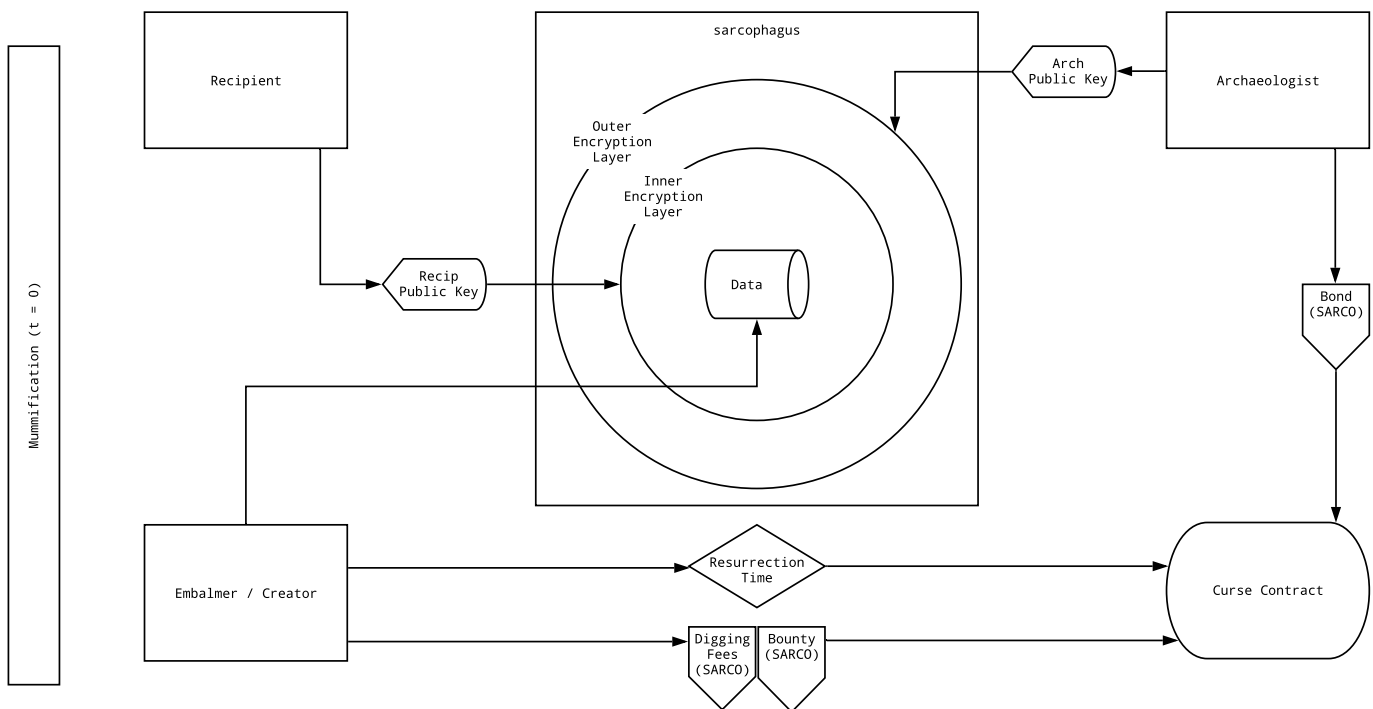 sarcophagus
Recipient
Arch
Public Key
Archaeologist
Outer
Encryption
Layer
Inner
Encryption
Layer
Recip
Public Key
Data
Bond
(SARCO)
Mummification (t = 0)
Embalmer / Creator
Resurrection
Time
Curse Contract
Digging
Fees
(SARCO)
Bounty
(SARCO)